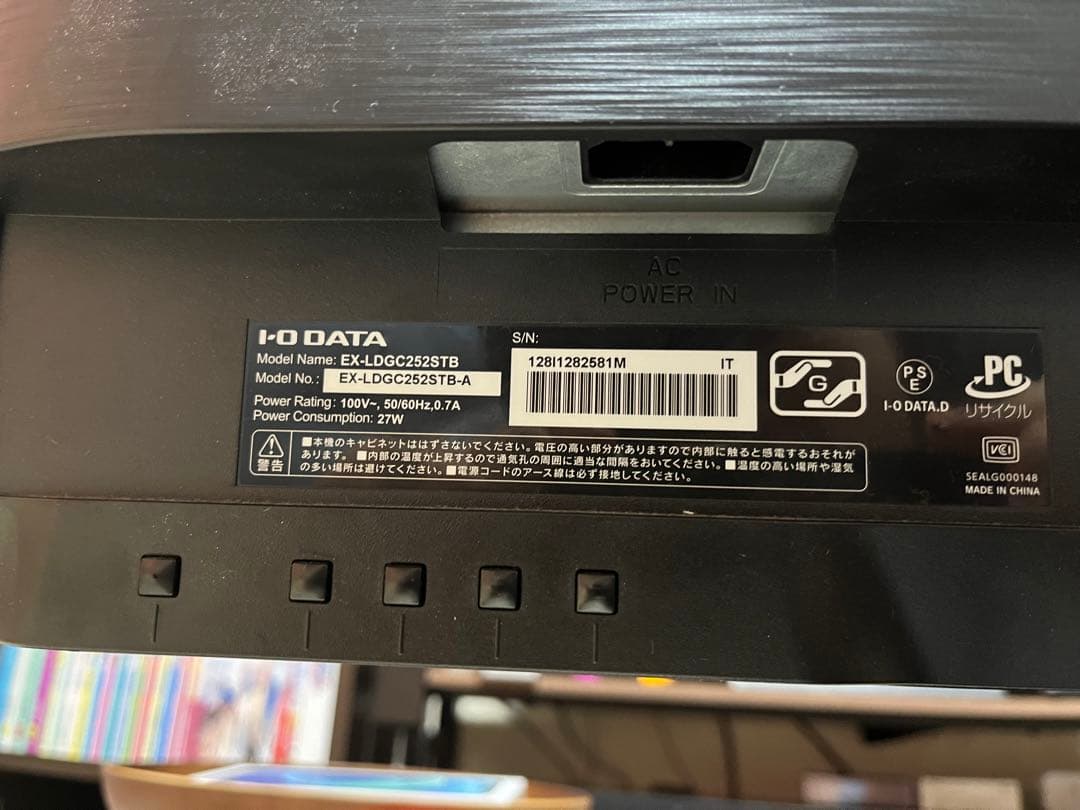 AC
POWER IN
I-O DATA
Model Name: EX-LDGC252STB
Model No.: EX-LDGC252STB-A
Power Rating: 100V~, 50/60Hz,0.7A
Power Consumption: 27W
S/N:
128I1282581M IT
G
PS
E
I-O DATA.D
PC
リサイクル
VCI
SEALG000148
MADE IN CHINA
警告
■本機のキャビネットははずさないでください。電圧の高い部分がありますので内部に触ると感電するおそれが
あります。■内部の温度が上昇するので通気孔の周囲に適当な間隔をおいてください。■温度の高い場所や湿気
の多い場所は避けてください。■電源コードのアース線は必ず接地してください。